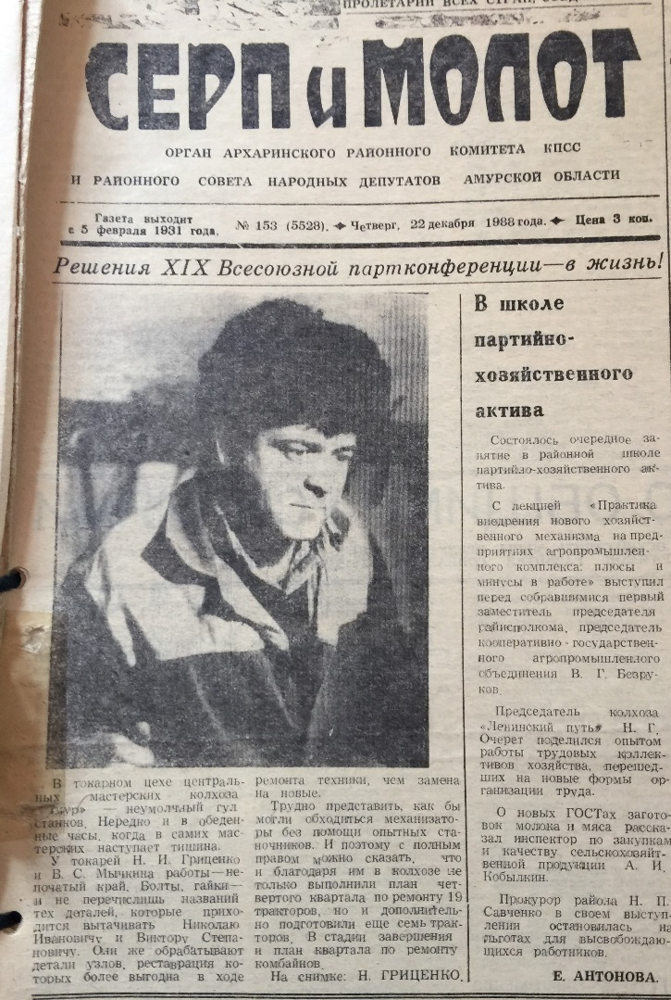 ПРОЛЕТАРИИ ВСЕХ СТРАН,
СЕРП и МОЛОТ
ОРГАН АРХАРИНСКОГО РАЙОННОГО КОМИТЕТА КПСС
И РАЙОННОГО СОВЕТА НАРОДНЫХ ДЕПУТАТОВ АМУРСКОЙ ОБЛАСТИ
Газета выходит
с 5 февраля 1931 года.
№ 153 (5528). Четверг, 22 декабря 1988 года. Цена 3 коп.
Решения XIX Всесоюзной партконференции—в жизнь!
В токарном цехе централь-
ных мастерских колхоза
— неумолчный гул
станков. Нередко и в обеден-
ные часы, когда в самих мас-
терских наступает тишина.
У токарей Н. И. Гриценко
и В. С. Мычкина работы—не-
початый край. Болты, гайки—
и не перечислишь названий
тех деталей, которые прихо-
дится вытачивать Николаю
Ивановичу и Виктору Степа-
новичу. Они же обрабатывают
детали узлов, реставрация ко-
торых более выгодна в ходе
ремонта техники, чем замена
на новые.
Трудно представить, как бы
могли обходиться механизато-
ры без помощи опытных ста-
ночников. И поэтому с полным
правом можно сказать, что
и благодаря им в колхозе не
только выполнили план чет-
вертого квартала по ремонту 19
тракторов, но и дополнитель-
но подготовили еще семь трак-
торов. В стадии завершения
и план квартала по ремонту
комбайнов.
На снимке: Н. ГРИЦЕНКО.
В школе
партийно-
хозяйственного
актива
Состоялось очередное за-
нятие в районной школе
партийно-хозяйственного ак-
тива.
С лекцией «Практика
внедрения нового хозяйст-
венного механизма на пред-
приятиях агропромышлен-
ного комплекса: плюсы и
минусы в работе» выступил
перед собравшимися первый
заместитель председателя
райисполкома, председатель
кооперативно-государствен-
ного агропромышленного
объединения В. Г. Безру-
ков.
Председатель колхоза
«Ленинский путь» Н. Г.
Очерет поделился опытом
работы трудовых коллек-
тивов хозяйства, перешед-
ших на новые формы ор-
ганизации труда.
О новых ГОСТах загото-
вок молока и мяса расска-
зал инспектор по закупкам
и качеству сельскохозяйт-
венной продукции А. И.
Кобылкин.
Прокурор района Н. П.
Савченко в своем выступ-
лении остановилась на
льготах для высвобождаю-
щихся работников.
Е. АНТОНОВА.